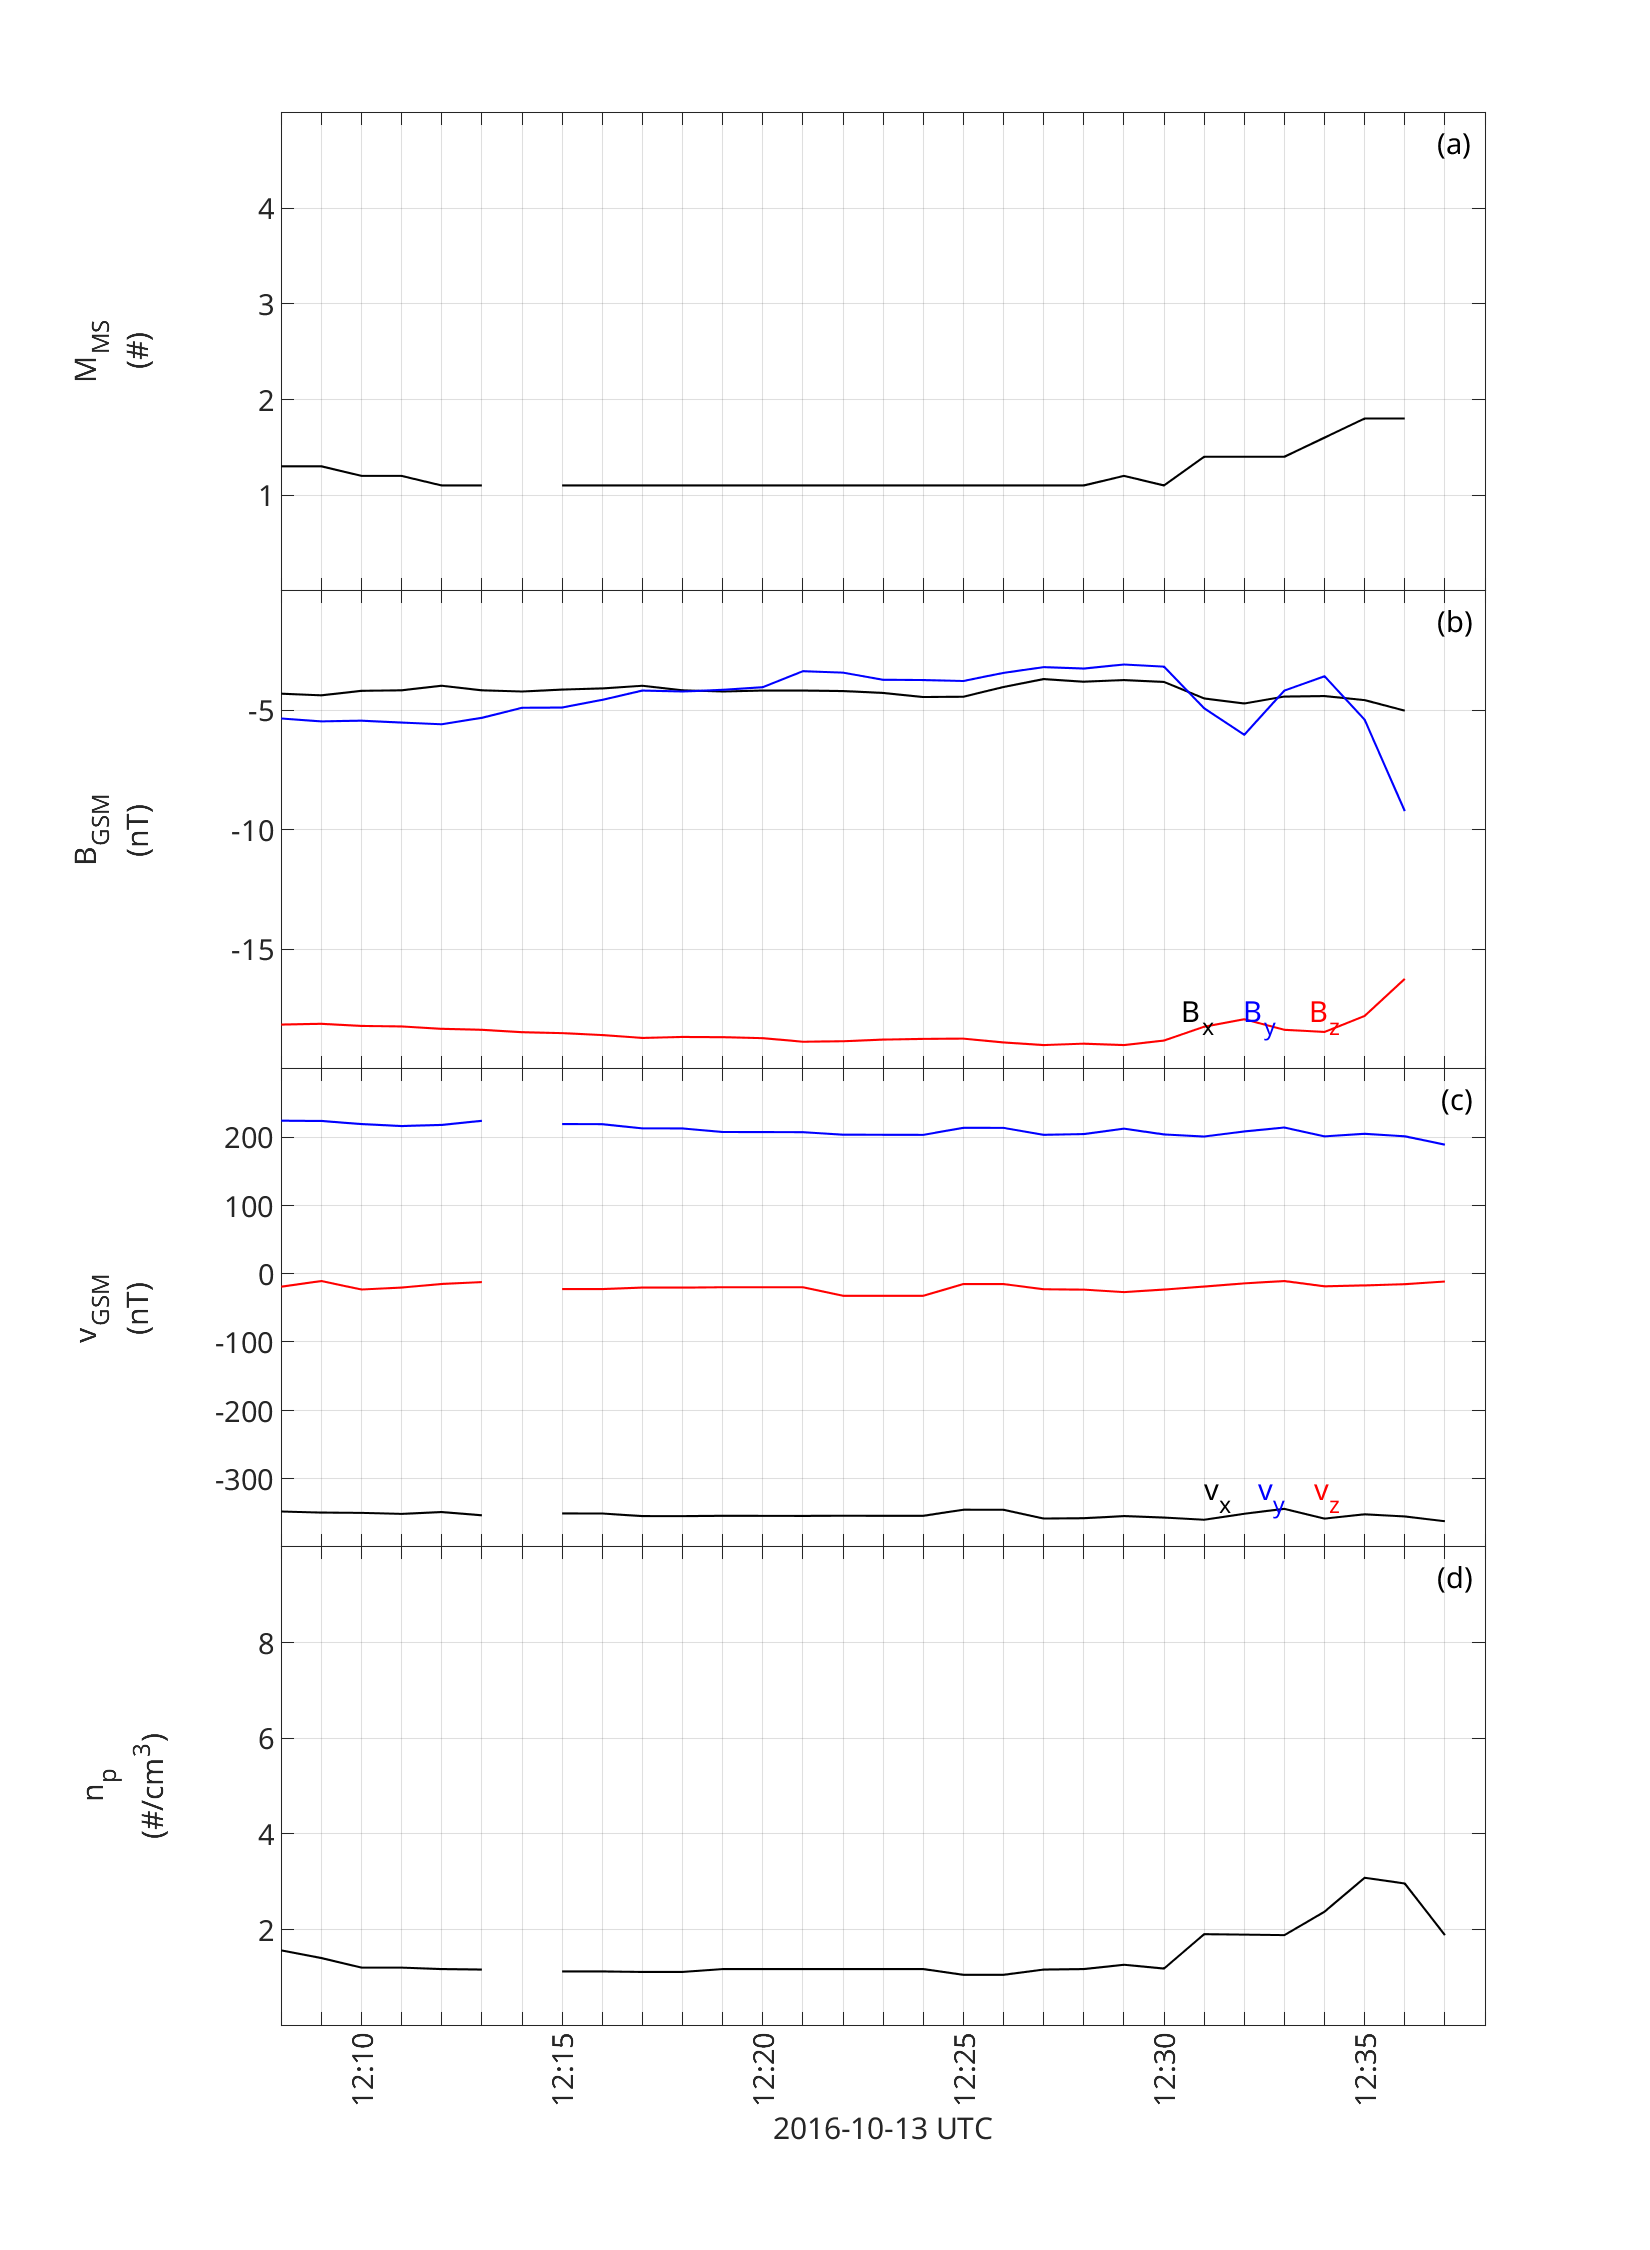 (a)
4
3
2
1
M_MS
(#)
(b)
-5
-10
-15
B_GSM
(nT)
B_x B_y B_z
(c)
200
100
0
-100
-200
-300
v_GSM
(nT)
v_x v_y v_z
(d)
8
6
4
2
n_p
(#/cm^3)
12:10 12:15 12:20 12:25 12:30 12:35
2016-10-13 UTC